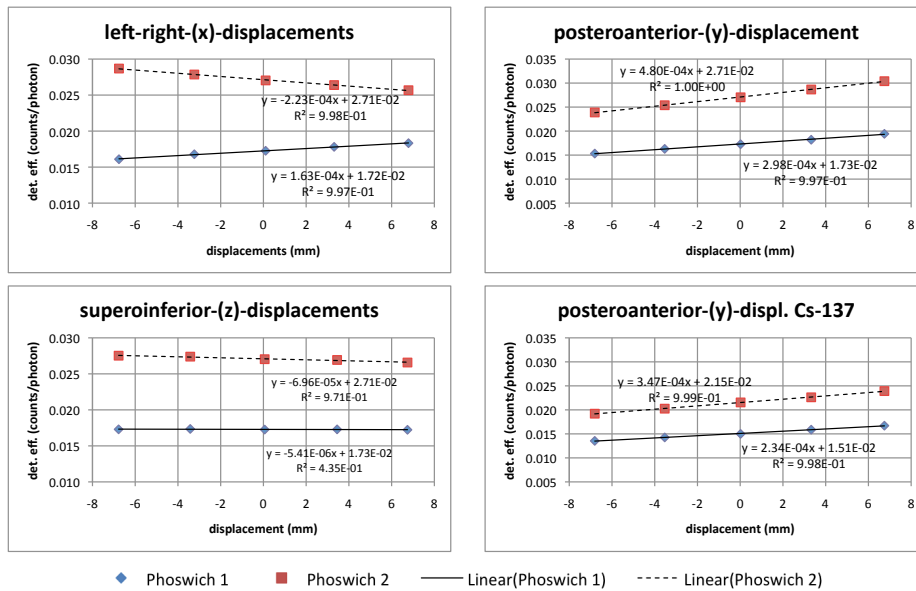 left-right-(x)-displacements
det. eff. (counts/photon)
0.030
0.025
0.020
0.015
0.010
y = -2.23E-04x + 2.71E-02
R² = 9.98E-01
y = 1.63E-04x + 1.72E-02
R² = 9.97E-01
-8 -6 -4 -2 0 2 4 6 8
displacements (mm)
posteroanterior-(y)-displacement
det. eff. (counts/photon)
0.035
0.030
0.025
0.020
0.015
0.010
0.005
y = 4.80E-04x + 2.71E-02
R² = 1.00E+00
y = 2.98E-04x + 1.73E-02
R² = 9.97E-01
-8 -6 -4 -2 0 2 4 6 8
displacement (mm)
superoinferior-(z)-displacements
det. eff. (counts/photon)
0.030
0.025
0.020
0.015
0.010
y = -6.96E-05x + 2.71E-02
R² = 9.71E-01
y = -5.41E-06x + 1.73E-02
R² = 4.35E-01
-8 -6 -4 -2 0 2 4 6 8
displacement (mm)
posteroanterior-(y)-displ. Cs-137
det. eff. (counts/photon)
0.035
0.030
0.025
0.020
0.015
0.010
0.005
y = 3.47E-04x + 2.15E-02
R² = 9.99E-01
y = 2.34E-04x + 1.51E-02
R² = 9.98E-01
-8 -6 -4 -2 0 2 4 6 8
displacement (mm)
Phoswich 1 Phoswich 2 Linear(Phoswich 1) Linear(Phoswich 2)